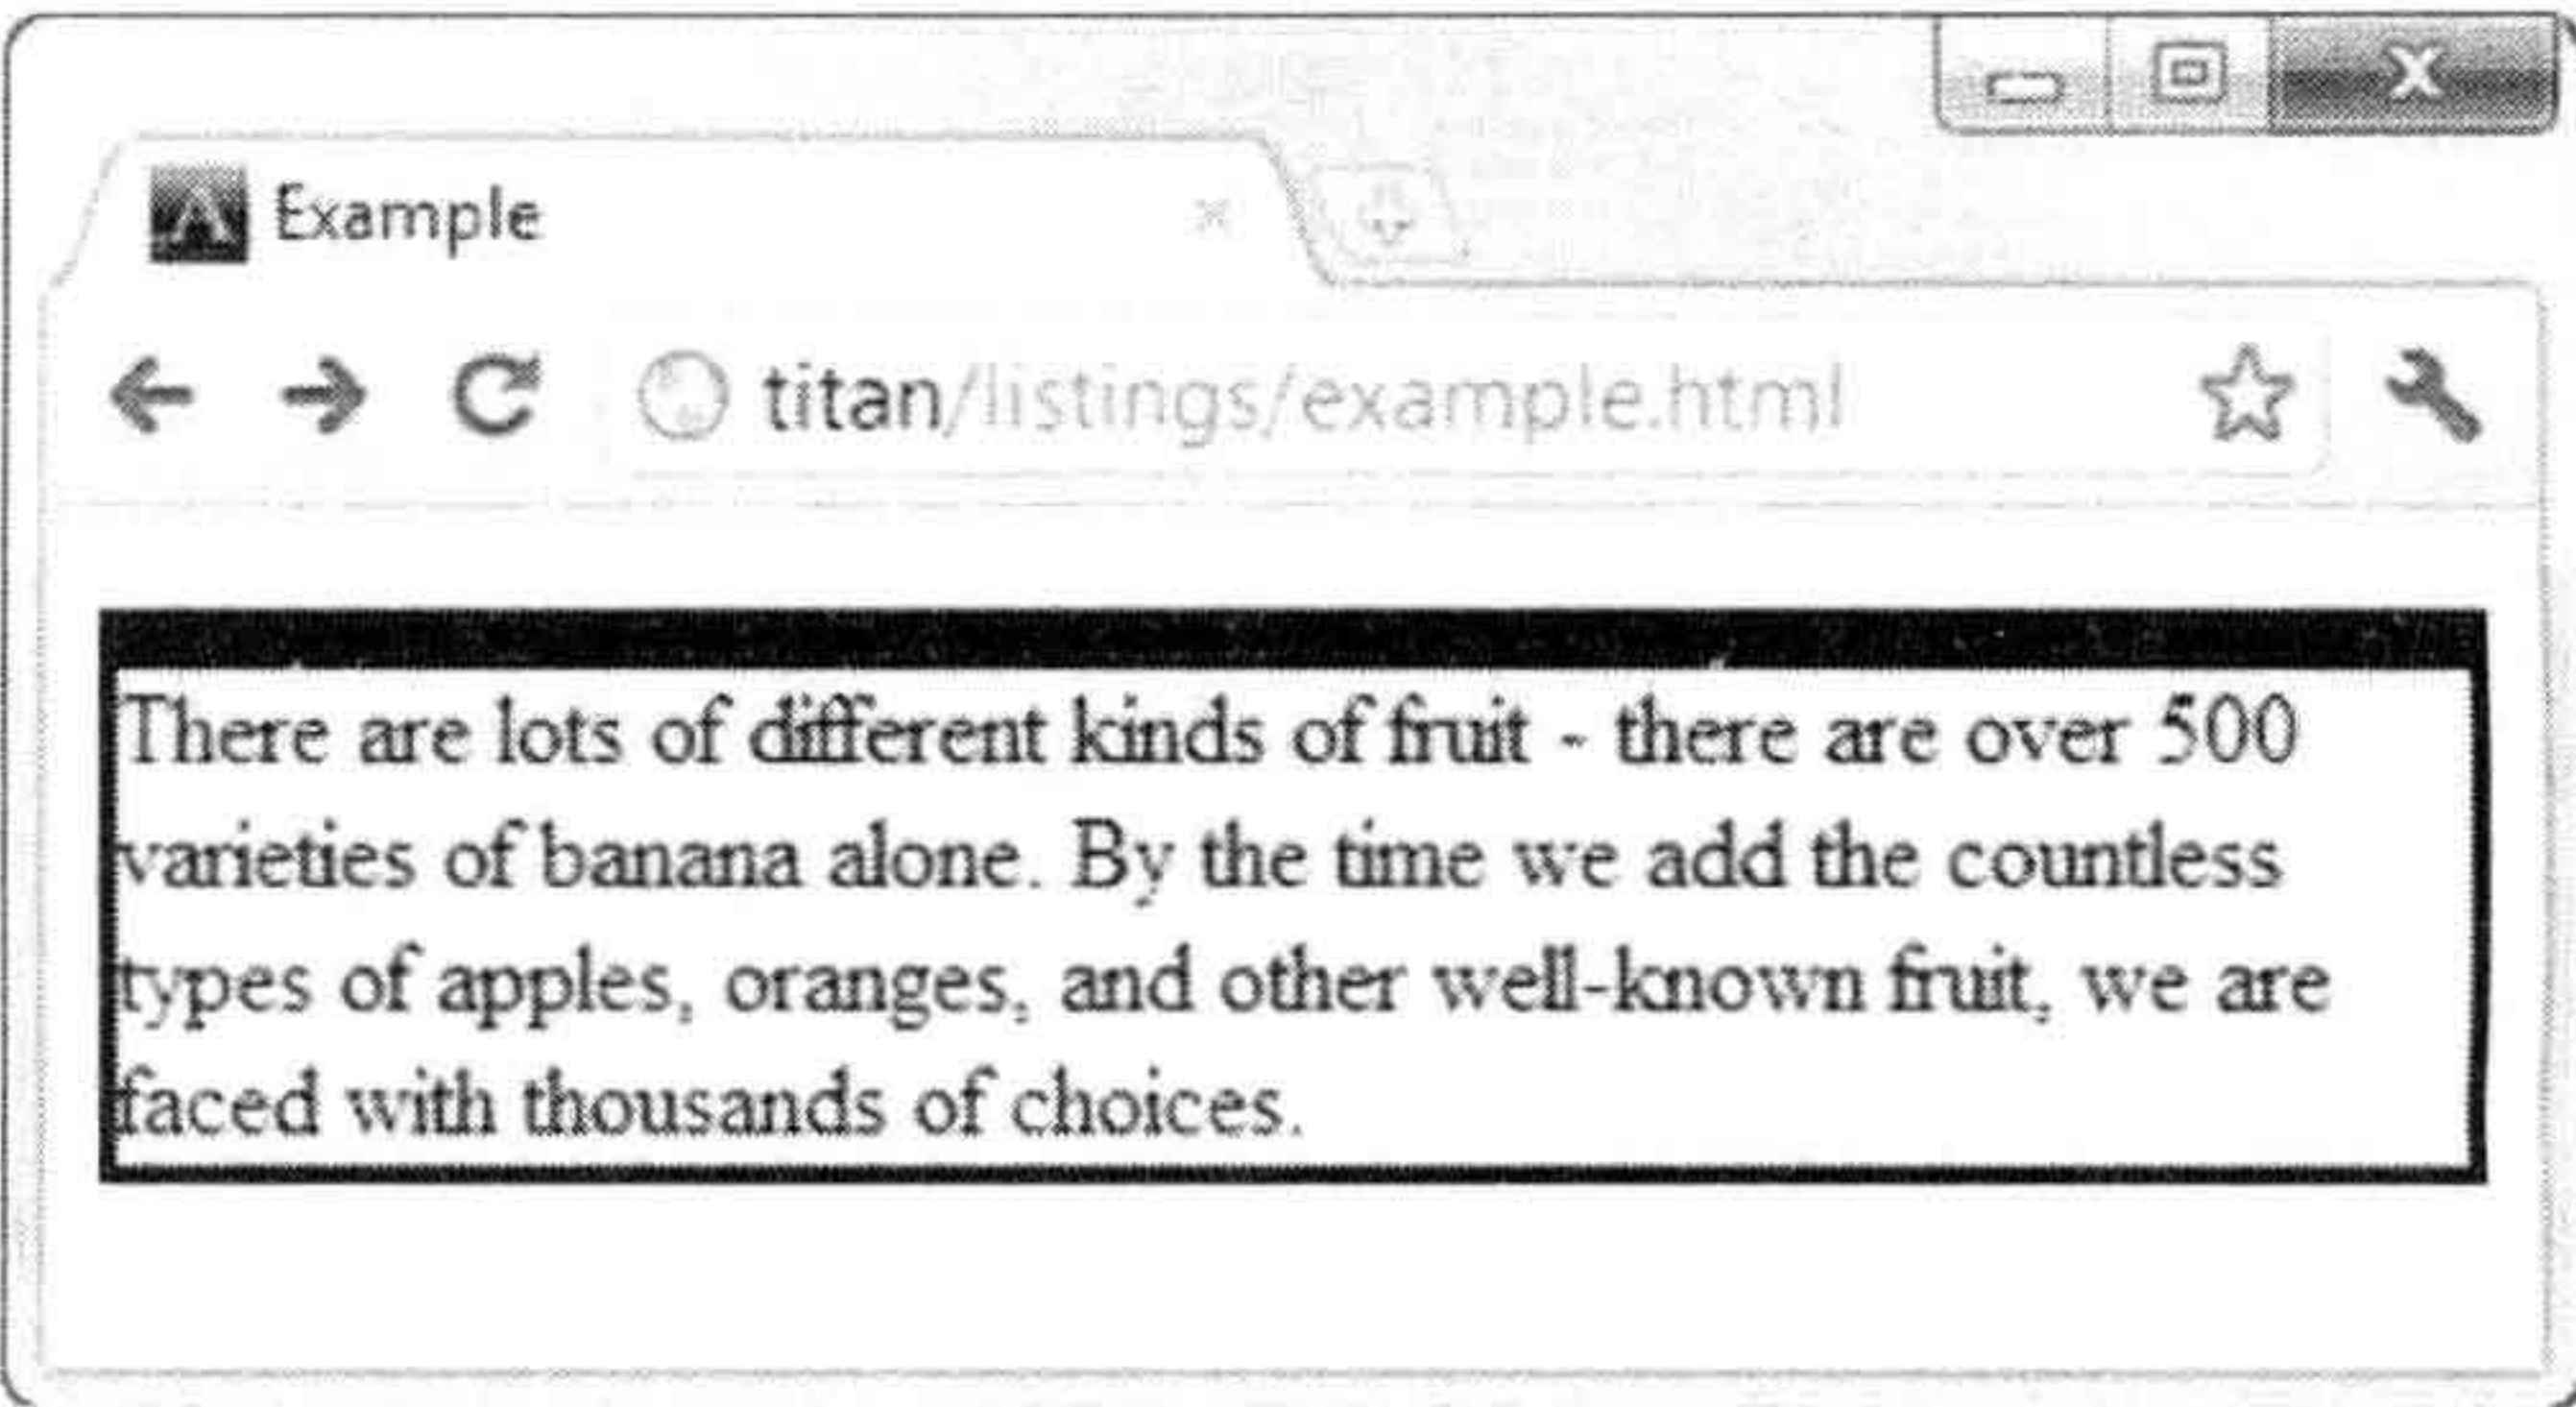 Example
titan/listings/example.html
There are lots of different kinds of fruit - there are over 500
varieties of banana alone. By the time we add the countless
types of apples, oranges, and other well-known fruit, we are
faced with thousands of choices.